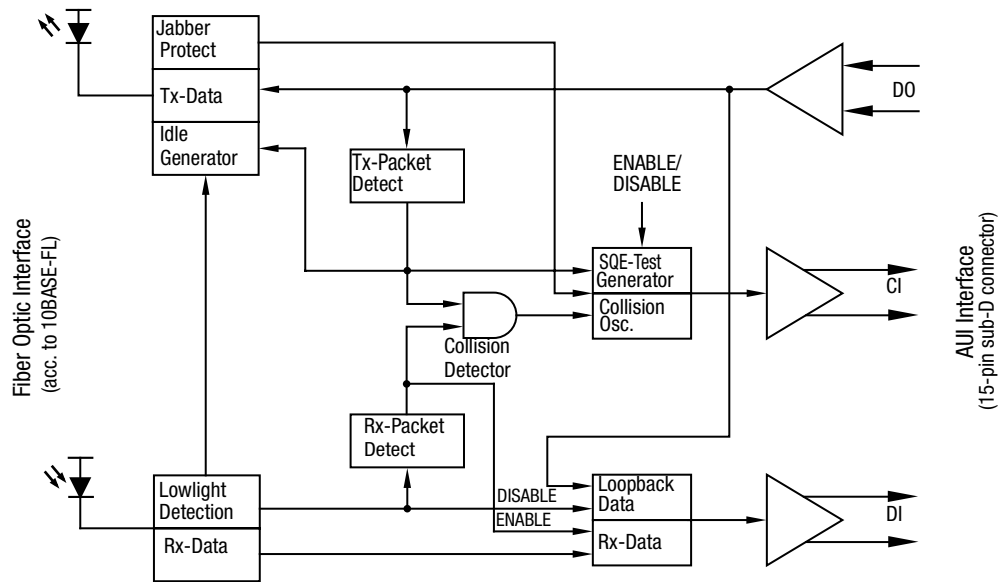 Jabber
Protect
Tx-Data
Idle
Generator
DO
Tx-Packet
Detect
ENABLE/
DISABLE
Fiber Optic Interface
(acc. to 10BASE-FL)
SQE-Test
Generator
Collision
Osc.
CI
AUI Interface
(15-pin sub-D connector)
Collision
Detector
Rx-Packet
Detect
Lowlight
Detection
Rx-Data
DISABLE
ENABLE
Loopback
Data
Rx-Data
DI